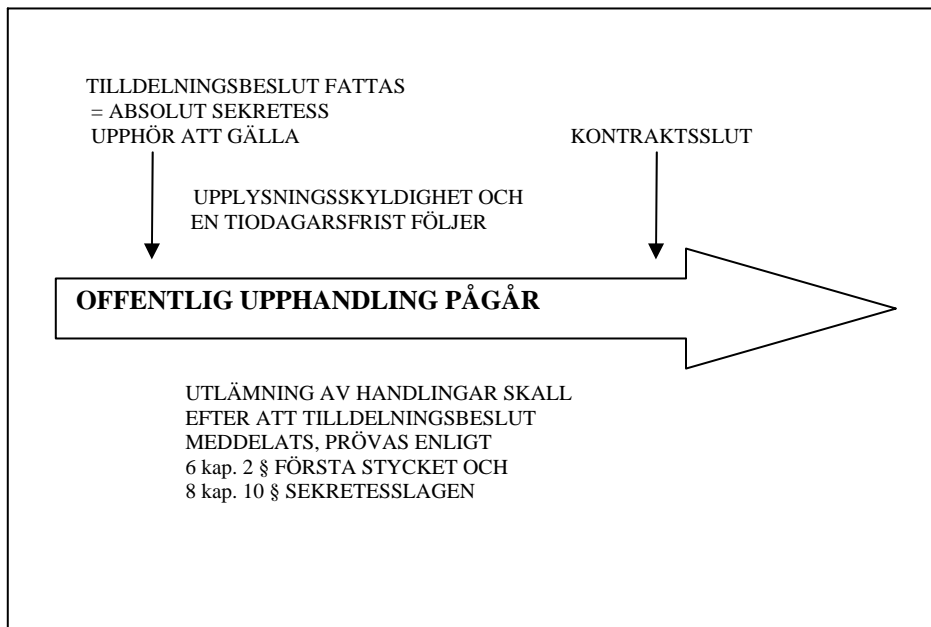 TILLDELNINGSBESLUT FATTAS
= ABSOLUT SEKRETESS
UPPHÖR ATT GÄLLA
KONTRAKTSSLUT
UPPLYSNINGSSKYLDIGHET OCH
EN TIODAGARSFRIST FÖLJER
OFFENTLIG UPPHANDLING PÅGÅR
UTLÄMNING AV HANDLINGAR SKALL
EFTER ATT TILLDELNINGSBESLUT
MEDDELATS, PRÖVAS ENLIGT
6 kap. 2 § FÖRSTA STYCKET OCH
8 kap. 10 § SEKRETESSLAGEN